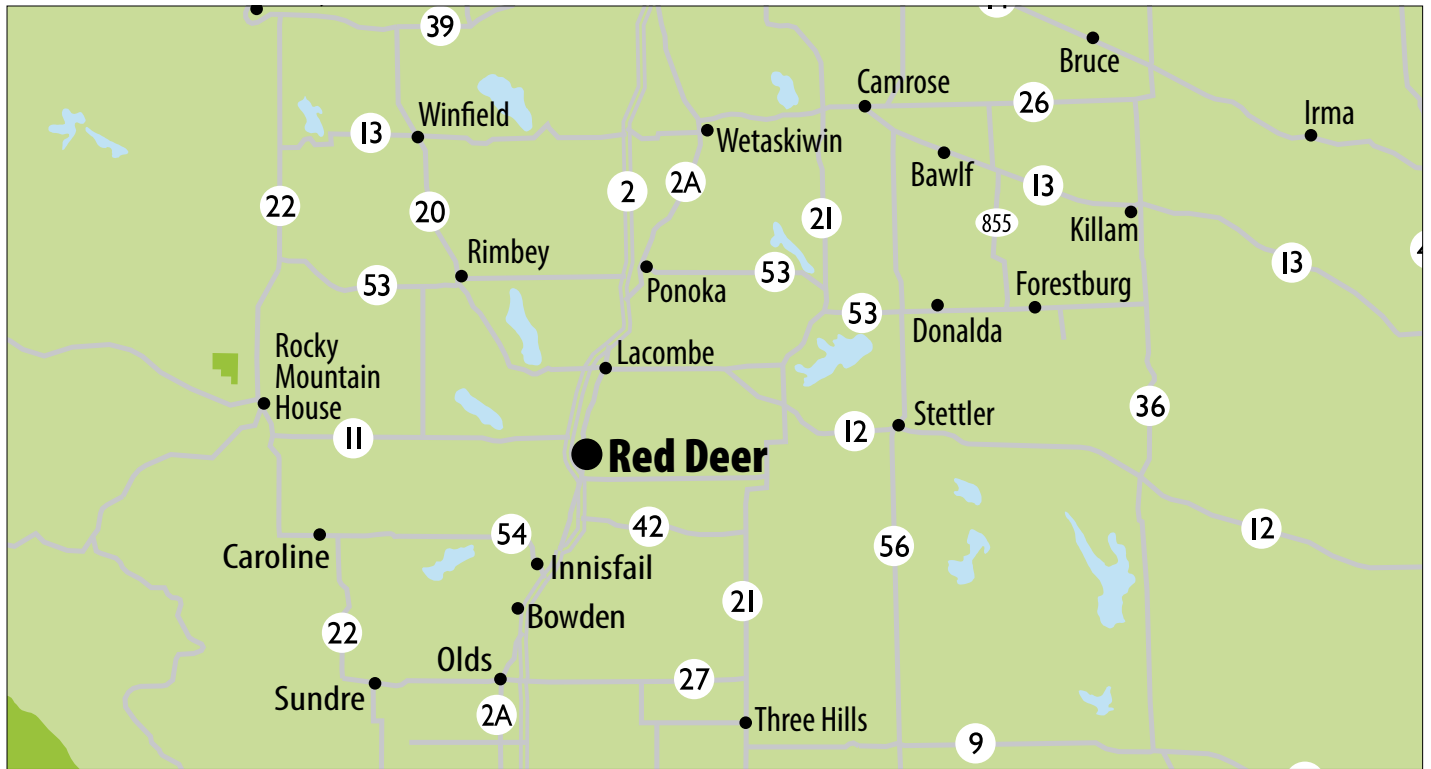 39
Bruce
Camrose
26
Winfield
13
Irma
Wetaskiwin
Bawlf
2
2A
13
22
20
21
855
Killam
Rimbey
13
53
Ponoka
53
Forestburg
53
Donalda
Rocky
Mountain
House
Lacombe
36
Stettler
12
11
Red Deer
54
42
12
Caroline
56
Innisfail
21
Bowden
22
Olds
27
Sundre
2A
Three Hills
9